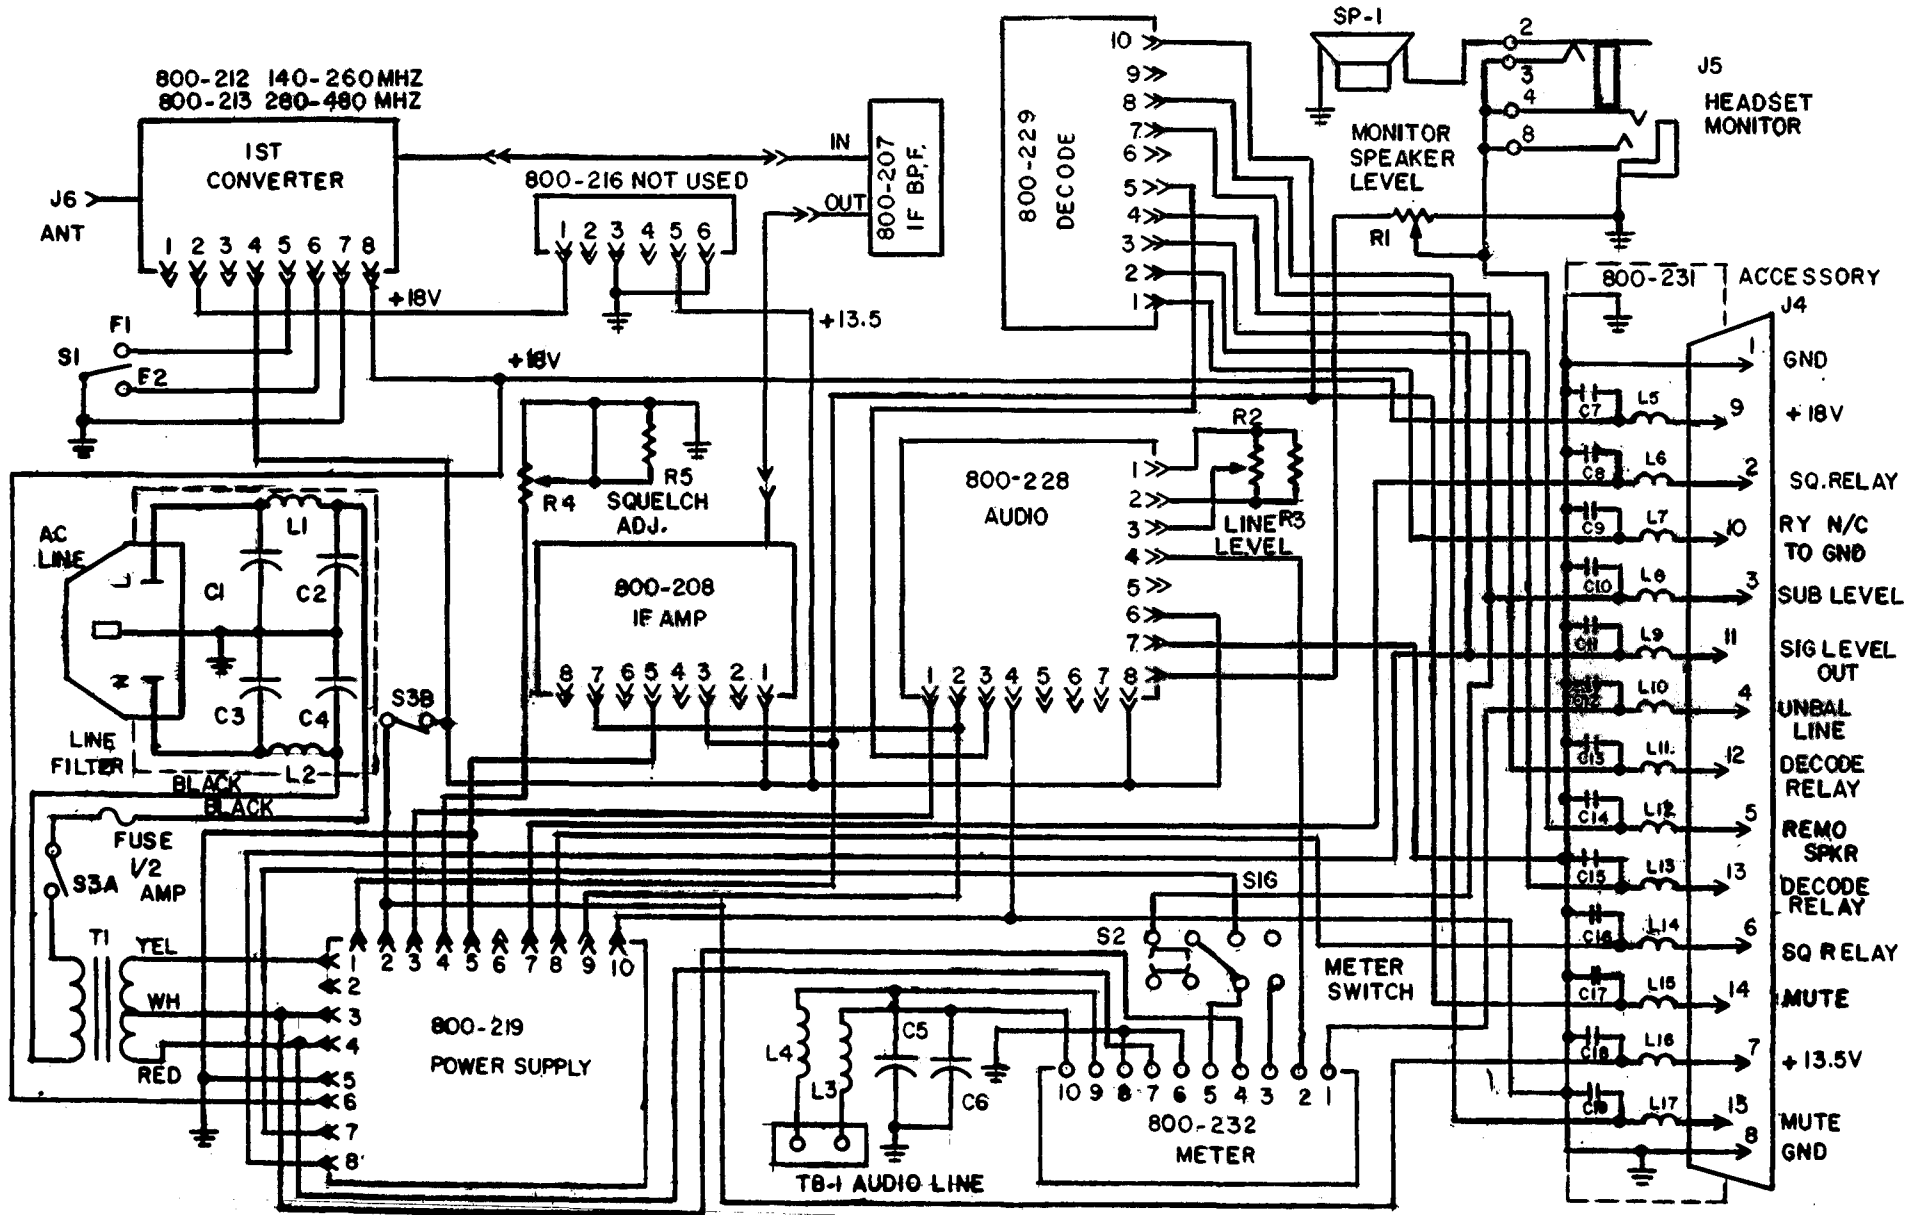 800-212 140-260 MHZ
800-213 280-480 MHZ
1ST
CONVERTER
J6
ANT
1 2 3 4 5 6 7 8
+18V
F1
S1
F2
+18V
800-216 NOT USED
1 2 3 4 5 6
+13.5
IN
OUT
800-207
IF B.P.F.
800-229
DECODE
10
9
8
7
6
5
4
3
2
1
SP-1
2
3
4
8
J5
HEADSET
MONITOR
MONITOR
SPEAKER
LEVEL
R1
AC
LINE
L
N
L1
C1
C2
C3
C4
L2
LINE
FILTER
BLACK
BLACK
S3B
FUSE
1/2
AMP
S3A
T1
YEL
WH
RED
R4
R5
SQUELCH
ADJ.
800-208
IF AMP
8 7 6 5 4 3 2 1
800-228
AUDIO
1
2
3
4
5
6
7
8
1 2 3 4 5 6 7 8
R2
R3
LINE
LEVEL
1 2 3 4 5 6 7 8 9 10
2
3
4
5
6
7
8
800-219
POWER SUPPLY
L4
L3
C5
C6
TB-1 AUDIO LINE
SIG
S2
METER
SWITCH
10 9 8 7 6 5 4 3 2 1
800-232
METER
800-231
ACCESSORY
J4
1 GND
C7 L5 9 +18V
C8 L6 2 SQ.RELAY
C9 L7 10 RY N/C
TO GND
C10 L8 3 SUB LEVEL
C11 L9 11 SIG LEVEL
OUT
L10 4 UNBAL
LINE
C13 L11 12 DECODE
RELAY
C14 L12 5 REMO
SPKR
C15 L13 13 DECODE
RELAY
C16 L14 6 SQ RELAY
C17 L15 14 MUTE
C18 L16 7 +13.5V
L17 15 MUTE
8 GND